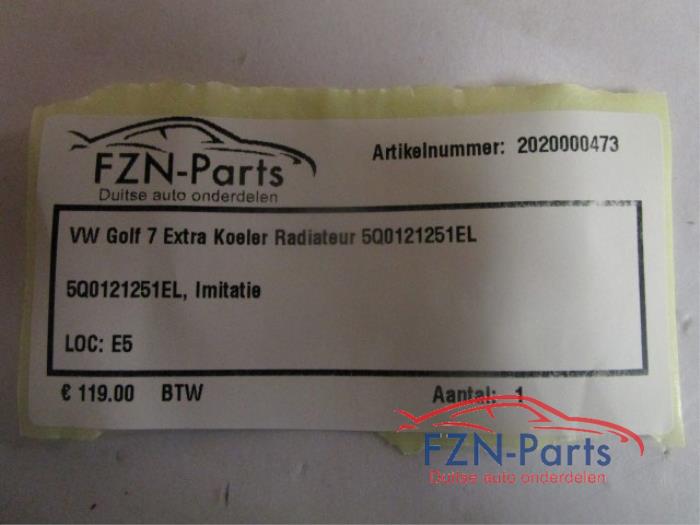 FZN-Parts
Duitse auto onderdelen
Artikelnummer: 2020000473
VW Golf 7 Extra Koeler Radiateur 5Q0121251EL
5Q0121251EL, Imitatie
LOC: E5
€ 119.00 BTW Aantal: 1
FZN-Parts
Duitse auto onderdelen